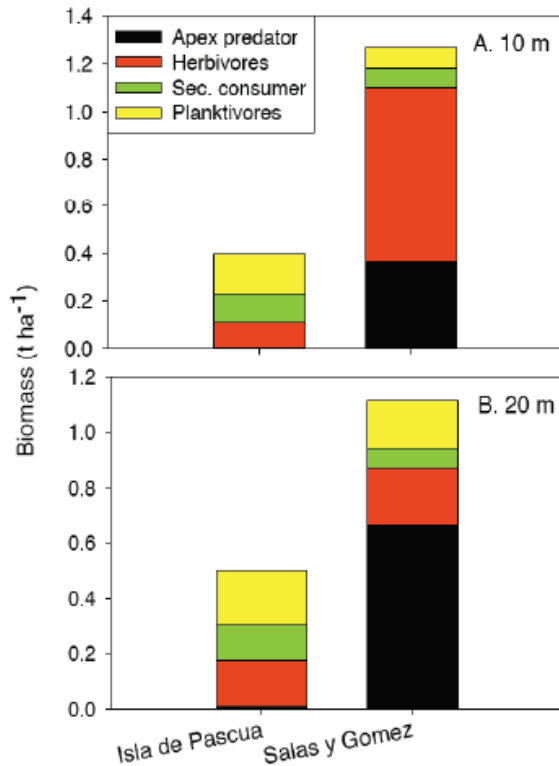 1.4
1.2
1.0
0.8
0.6
0.4
0.2
0.0
Apex predator
Herbivores
Sec. consumer
Planktivores
A. 10 m
Biomass (t ha⁻¹)
1.2
1.0
0.8
0.6
0.4
0.2
0.0
B. 20 m
Isla de Pascua
Salas y Gomez